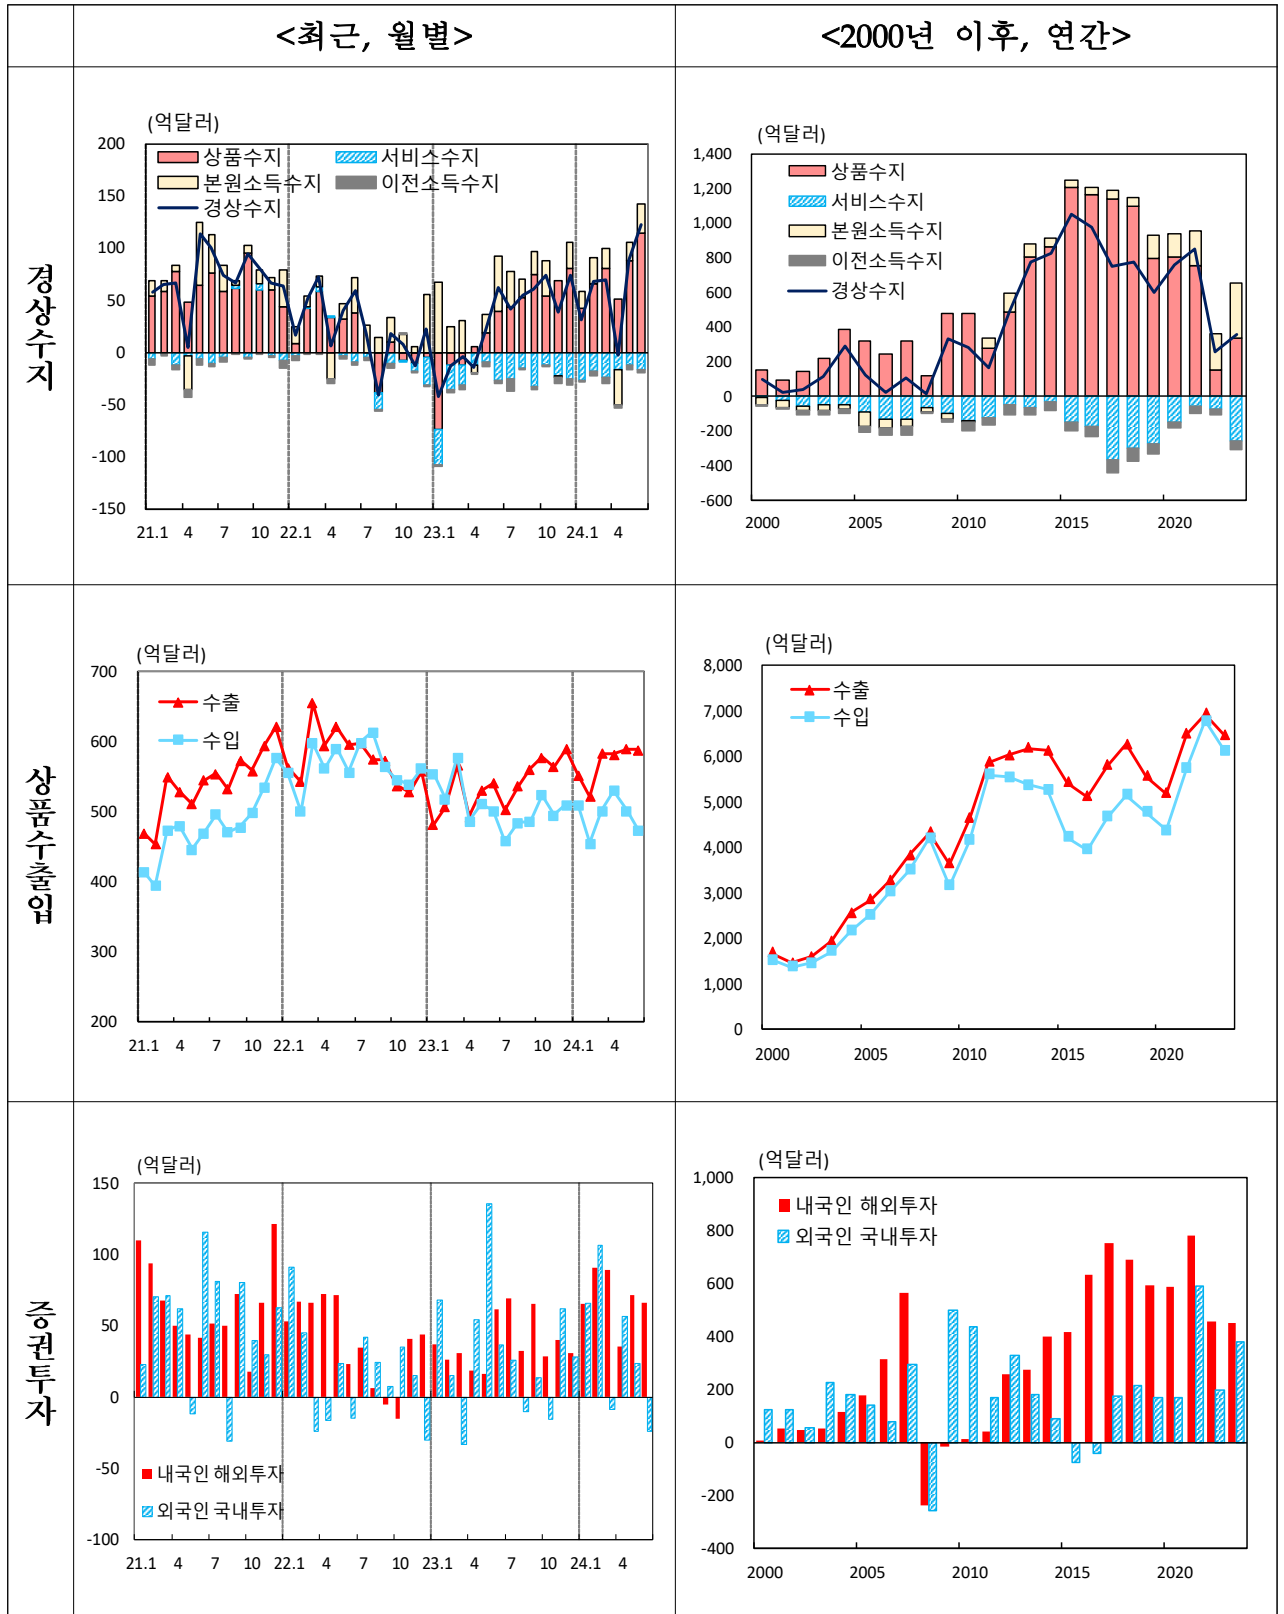 <최근, 월별>
<2000년 이후, 연간>
경상수지
(억달러)
200
150
100
50
0
-50
-100
-150
상품수지
서비스수지
본원소득수지
이전소득수지
경상수지
21.1 4 7 10 22.1 4 7 10 23.1 4 7 10 24.1 4
(억달러)
1,400
1,200
1,000
800
600
400
200
0
-200
-400
-600
상품수지
서비스수지
본원소득수지
이전소득수지
경상수지
2000 2005 2010 2015 2020
상품수출입
(억달러)
700
600
500
400
300
200
수출
수입
21.1 4 7 10 22.1 4 7 10 23.1 4 7 10 24.1 4
(억달러)
8,000
7,000
6,000
5,000
4,000
3,000
2,000
1,000
0
수출
수입
2000 2005 2010 2015 2020
증권투자
(억달러)
150
100
50
0
-50
-100
내국인 해외투자
외국인 국내투자
21.1 4 7 10 22.1 4 7 10 23.1 4 7 10 24.1 4
(억달러)
1,000
800
600
400
200
0
-200
-400
내국인 해외투자
외국인 국내투자
2000 2005 2010 2015 2020